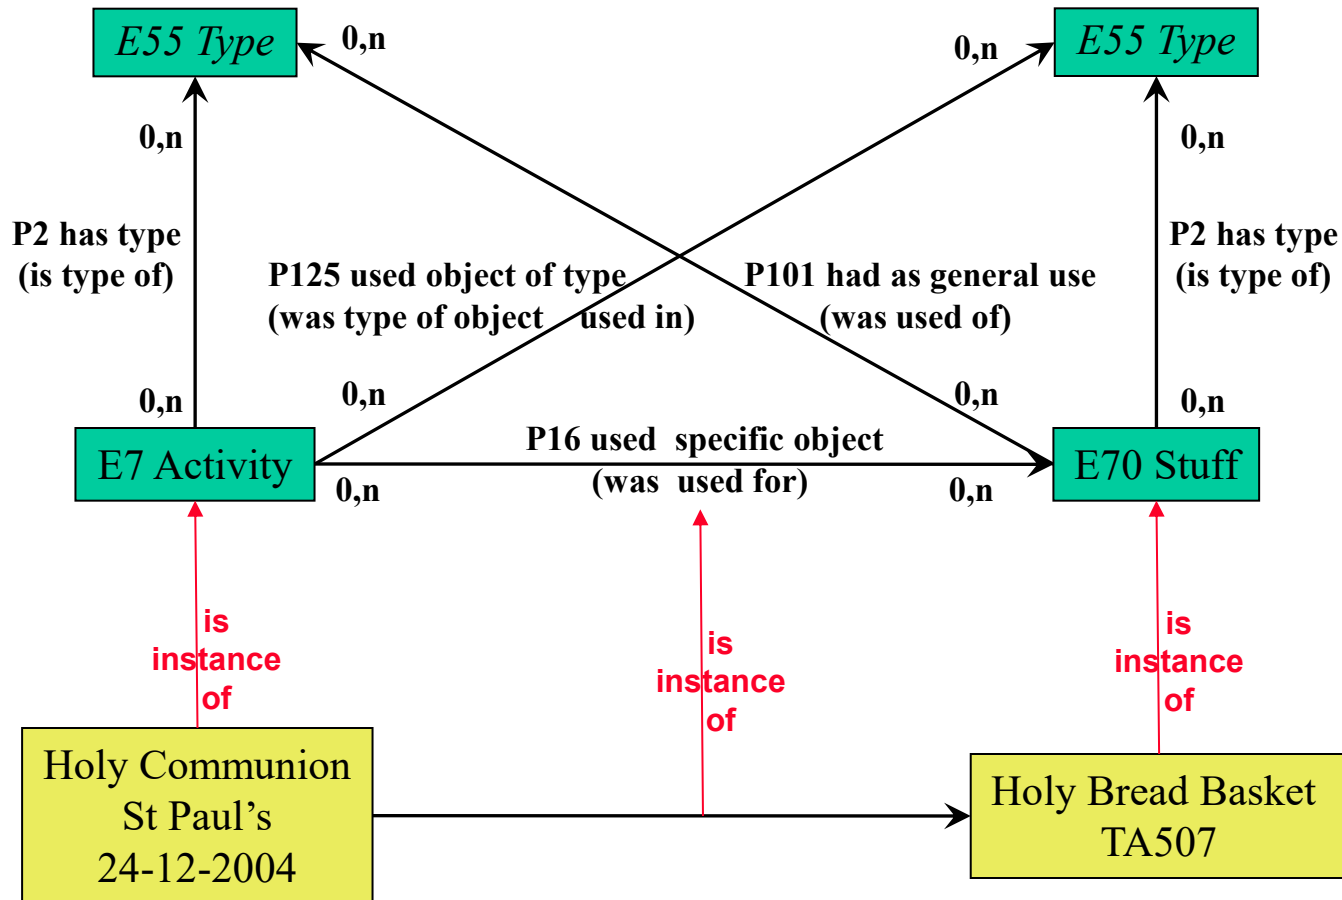 E55 Type
0,n
0,n
E55 Type
0,n
0,n
P2 has type
(is type of)
P125 used object of type
(was type of object used in)
P101 had as general use
(was used of)
P2 has type
(is type of)
0,n
0,n
0,n
0,n
E7 Activity
P16 used specific object
(was used for)
0,n
0,n
E70 Stuff
is
instance
of
is
instance
of
is
instance
of
Holy Communion
St Paul’s
24-12-2004
Holy Bread Basket
TA507